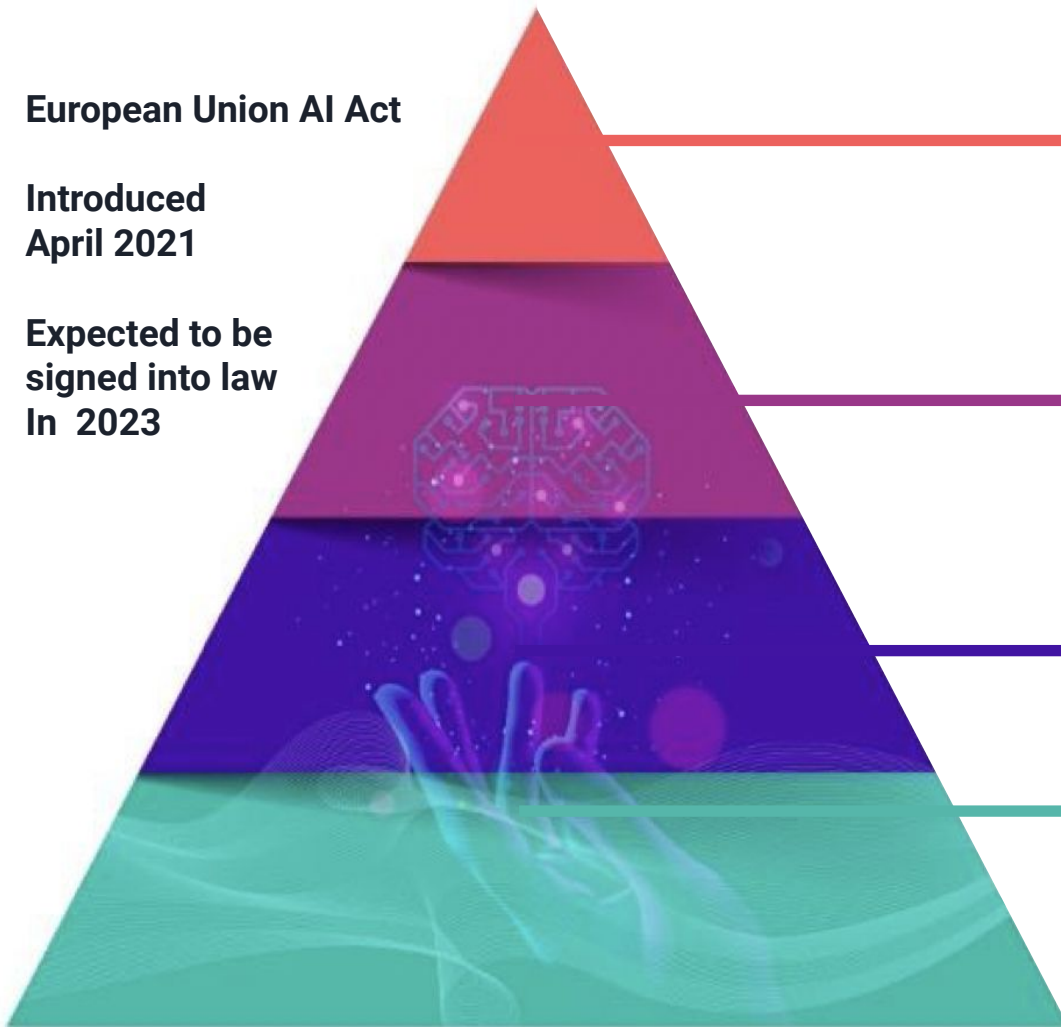 European Union AI Act
Introduced
April 2021
Expected to be
signed into law
In  2023